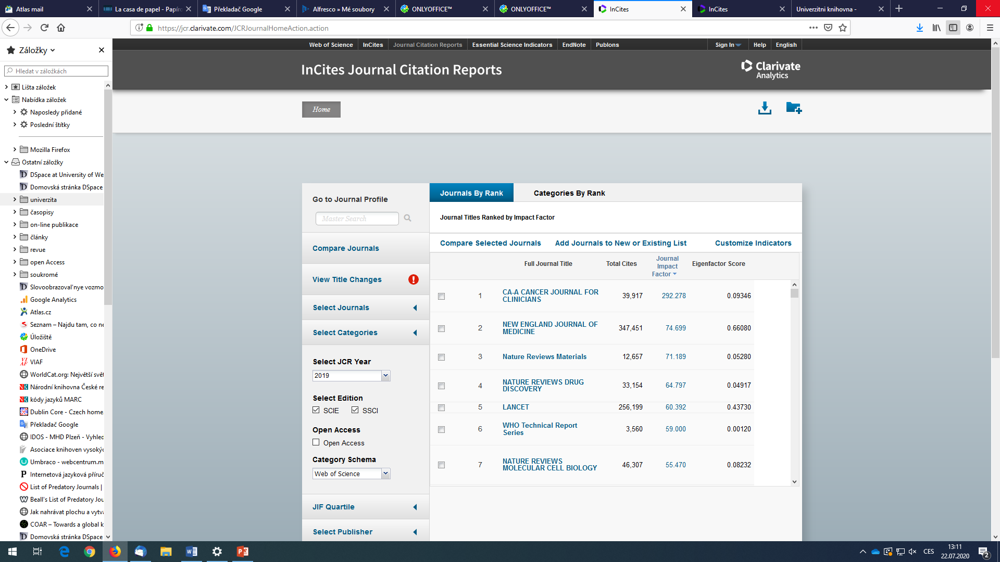 Atlas mail
La casa de papel - Papírc
Překladač Google
Alfresco » Mé soubory
ONLYOFFICE™
ONLYOFFICE™
InCites
InCites
Univerzitni knihovna -
https://jcr.clarivate.com/JCRJournalHomeAction.action
Záložky
Hledat v záložkách
Lišta záložek
Nabídka záložek
Naposledy přidané
Poslední štítky
Mozilla Firefox
Ostatní záložky
DSpace at University of We
Domovská stránka DSpace
univerzita
časopisy
on-line publikace
články
revue
open Access
soukromé
Slovoobrazoval'nye vozmo
Google Analytics
Atlas.cz
Seznam – Najdu tam, co ne
Úložiště
OneDrive
VIAF
WorldCat.org: Největší svět
Národní knihovna České re
kódy jazyků MARC
Dublin Core - Czech home
Překladač Google
IDOS - MHD Plzeň - Vyhled
Asociace knihoven vysokýc
Umbraco - webcentrum.m
Internetová jazyková příruč
List of Predatory Journals |
Beall's List of Predatory Jou
Jak nahrávat plochu a vytvá
COAR – Towards a global k
Domovská stránka DSpace
Web of Science InCites Journal Citation Reports Essential Science Indicators EndNote Publons Sign In Help English
InCites Journal Citation Reports
Clarivate
Analytics
Home
Go to Journal Profile
Master Search
Compare Journals
View Title Changes
Select Journals
Select Categories
Select JCR Year
2019
Select Edition
SCIE SSCI
Open Access
Open Access
Category Schema
Web of Science
JIF Quartile
Select Publisher
Journals By Rank Categories By Rank
Journal Titles Ranked by Impact Factor
Compare Selected Journals Add Journals to New or Existing List Customize Indicators
Full Journal Title Total Cites Journal Impact Factor Eigenfactor Score
1 CA-A CANCER JOURNAL FOR CLINICIANS 39,917 292.278 0.09346
2 NEW ENGLAND JOURNAL OF MEDICINE 347,451 74.699 0.66080
3 Nature Reviews Materials 12,657 71.189 0.05280
4 NATURE REVIEWS DRUG DISCOVERY 33,154 64.797 0.04917
5 LANCET 256,199 60.392 0.43730
6 WHO Technical Report Series 3,560 59.000 0.00120
7 NATURE REVIEWS MOLECULAR CELL BIOLOGY 46,307 55.470 0.08232
CES
13:11
22.07.2020
2